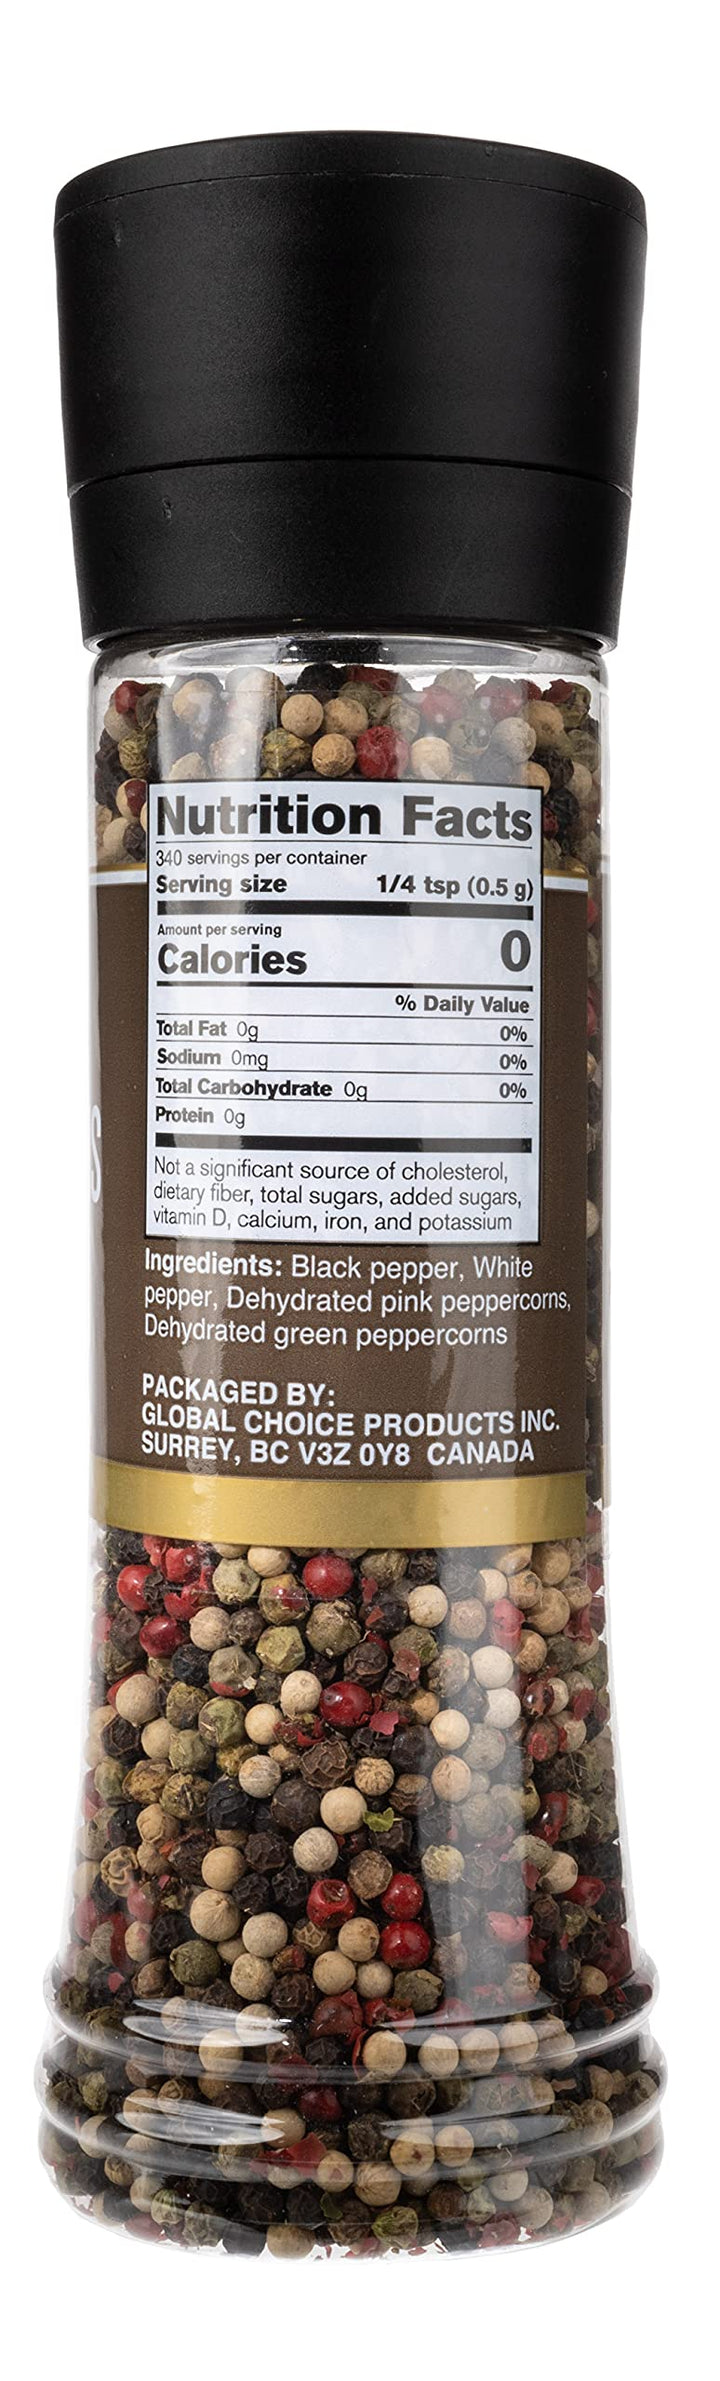 Nutrition Facts
340 servings per container
Serving size 1/4 tsp (0.5 g)
Amount per serving
Calories 0
% Daily Value
Total Fat 0g 0%
Sodium 0mg 0%
Total Carbohydrate 0g 0%
Protein 0g
Not a significant source of cholesterol,
dietary fiber, total sugars, added sugars,
vitamin D, calcium, iron, and potassium
Ingredients: Black pepper, White
pepper, Dehydrated pink peppercorns,
Dehydrated green peppercorns
PACKAGED BY:
GLOBAL CHOICE PRODUCTS INC.
SURREY, BC V3Z 0Y8 CANADA